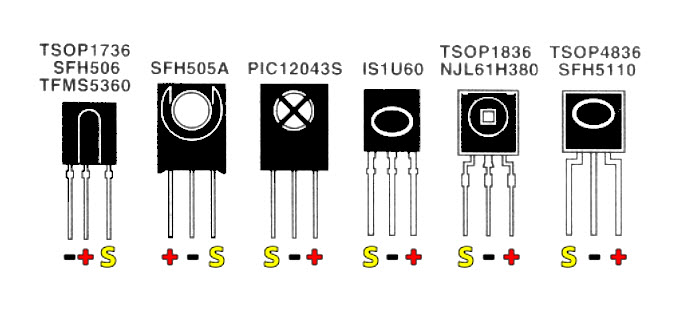 TSOP1736
SFH506
TFMS5360
SFH505A
PIC12043S
IS1U60
TSOP1836
NJL61H380
TSOP4836
SFH5110
- + S
+ - S
S - +
S - +
S - +
S - +